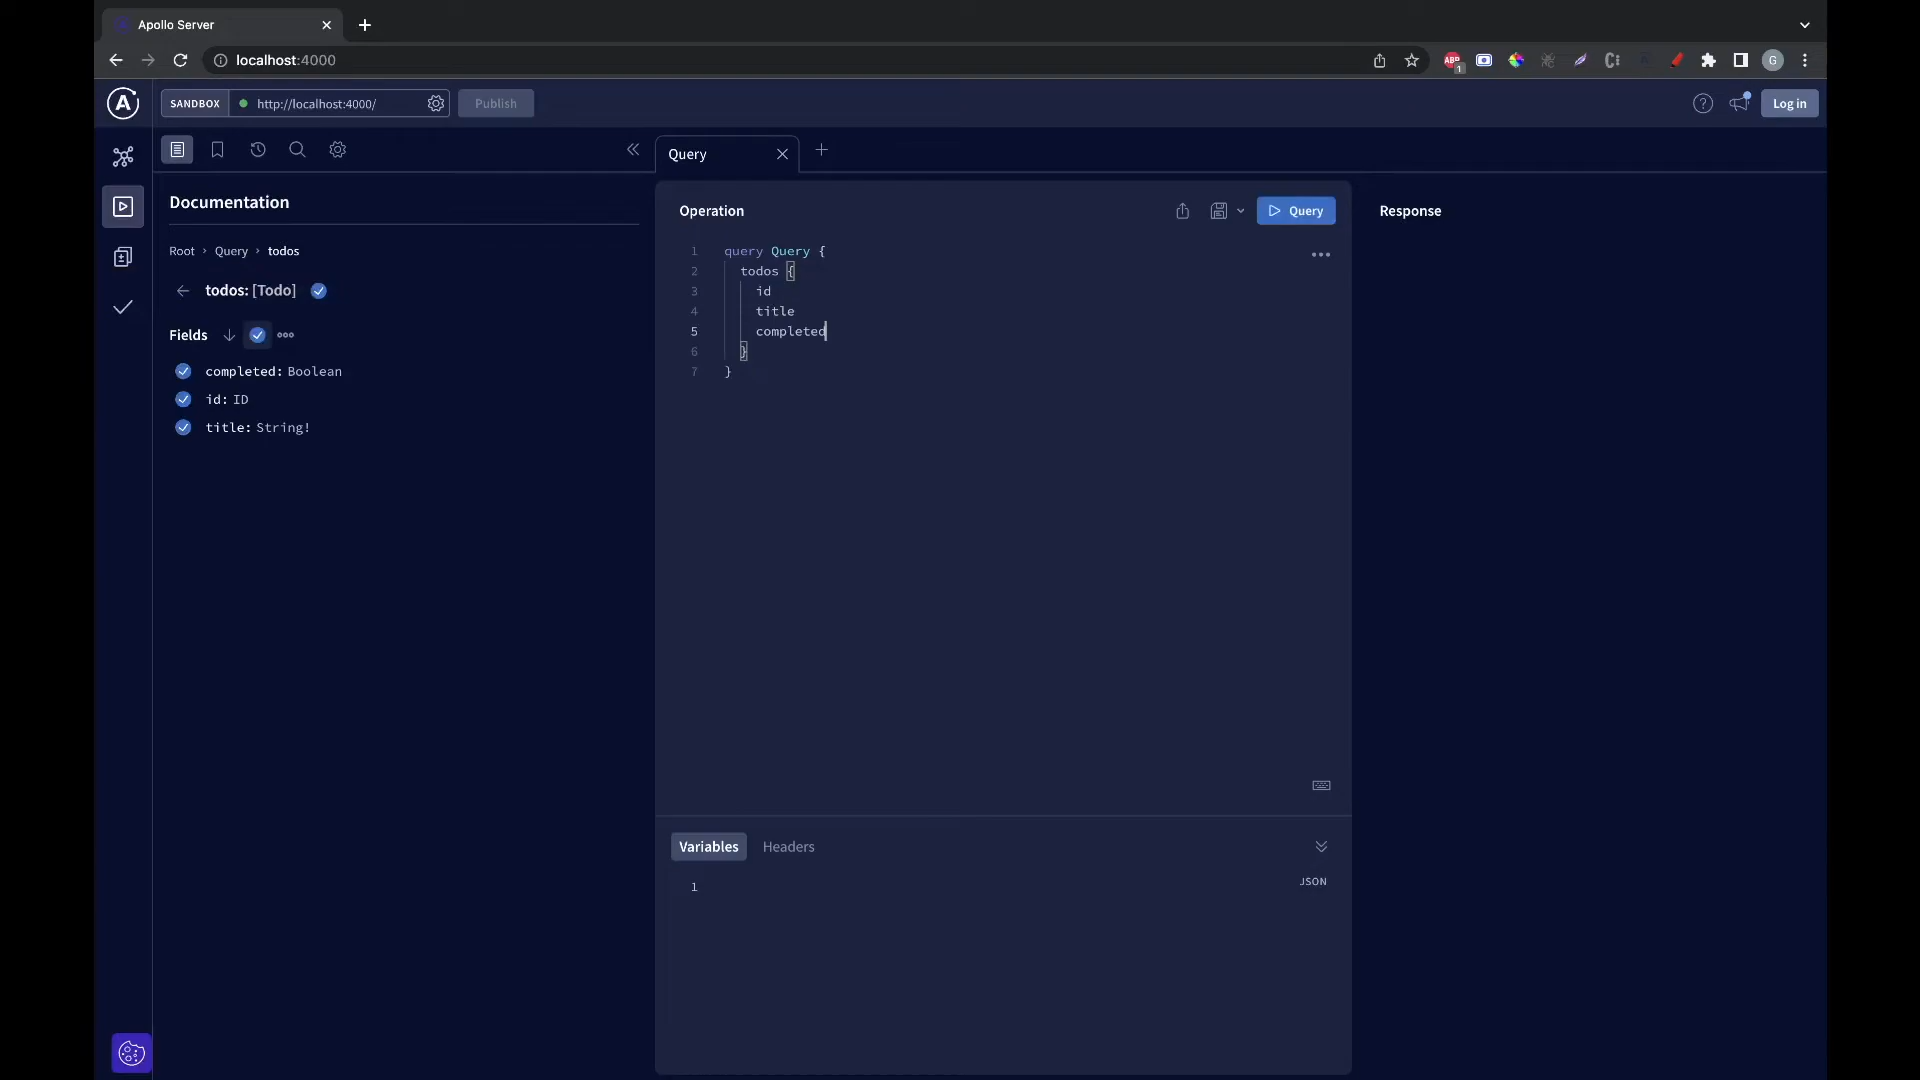 Apollo Server
localhost:4000
ABP
1
G
SANDBOX
http://localhost:4000/
Publish
Log in
Documentation
Root › Query › todos
todos: [Todo]
Fields
completed: Boolean
id: ID
title: String!
Query
Operation
Query
1 query Query {
2 todos {
3 id
4 title
5 completed
6 }
7 }
Variables
Headers
JSON
1
Response